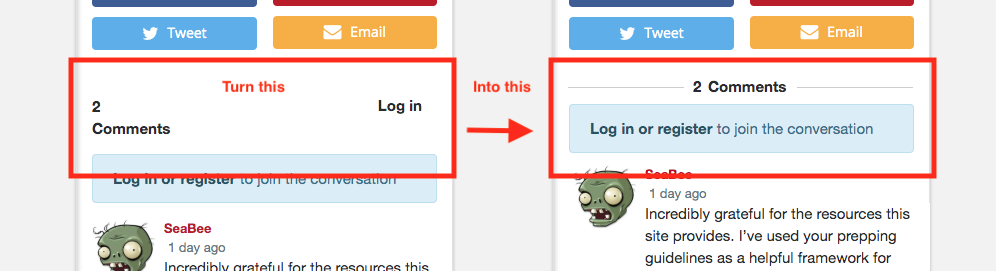 Tweet
Email
Turn this
2
Comments
Log in
Log in or register to join the conversation
SeaBee
1 day ago
Incredibly grateful for the resources this
Into this
Tweet
Email
2 Comments
Log in or register to join the conversation
SeaBee
1 day ago
Incredibly grateful for the resources this
site provides. I've used your prepping
guidelines as a helpful framework for